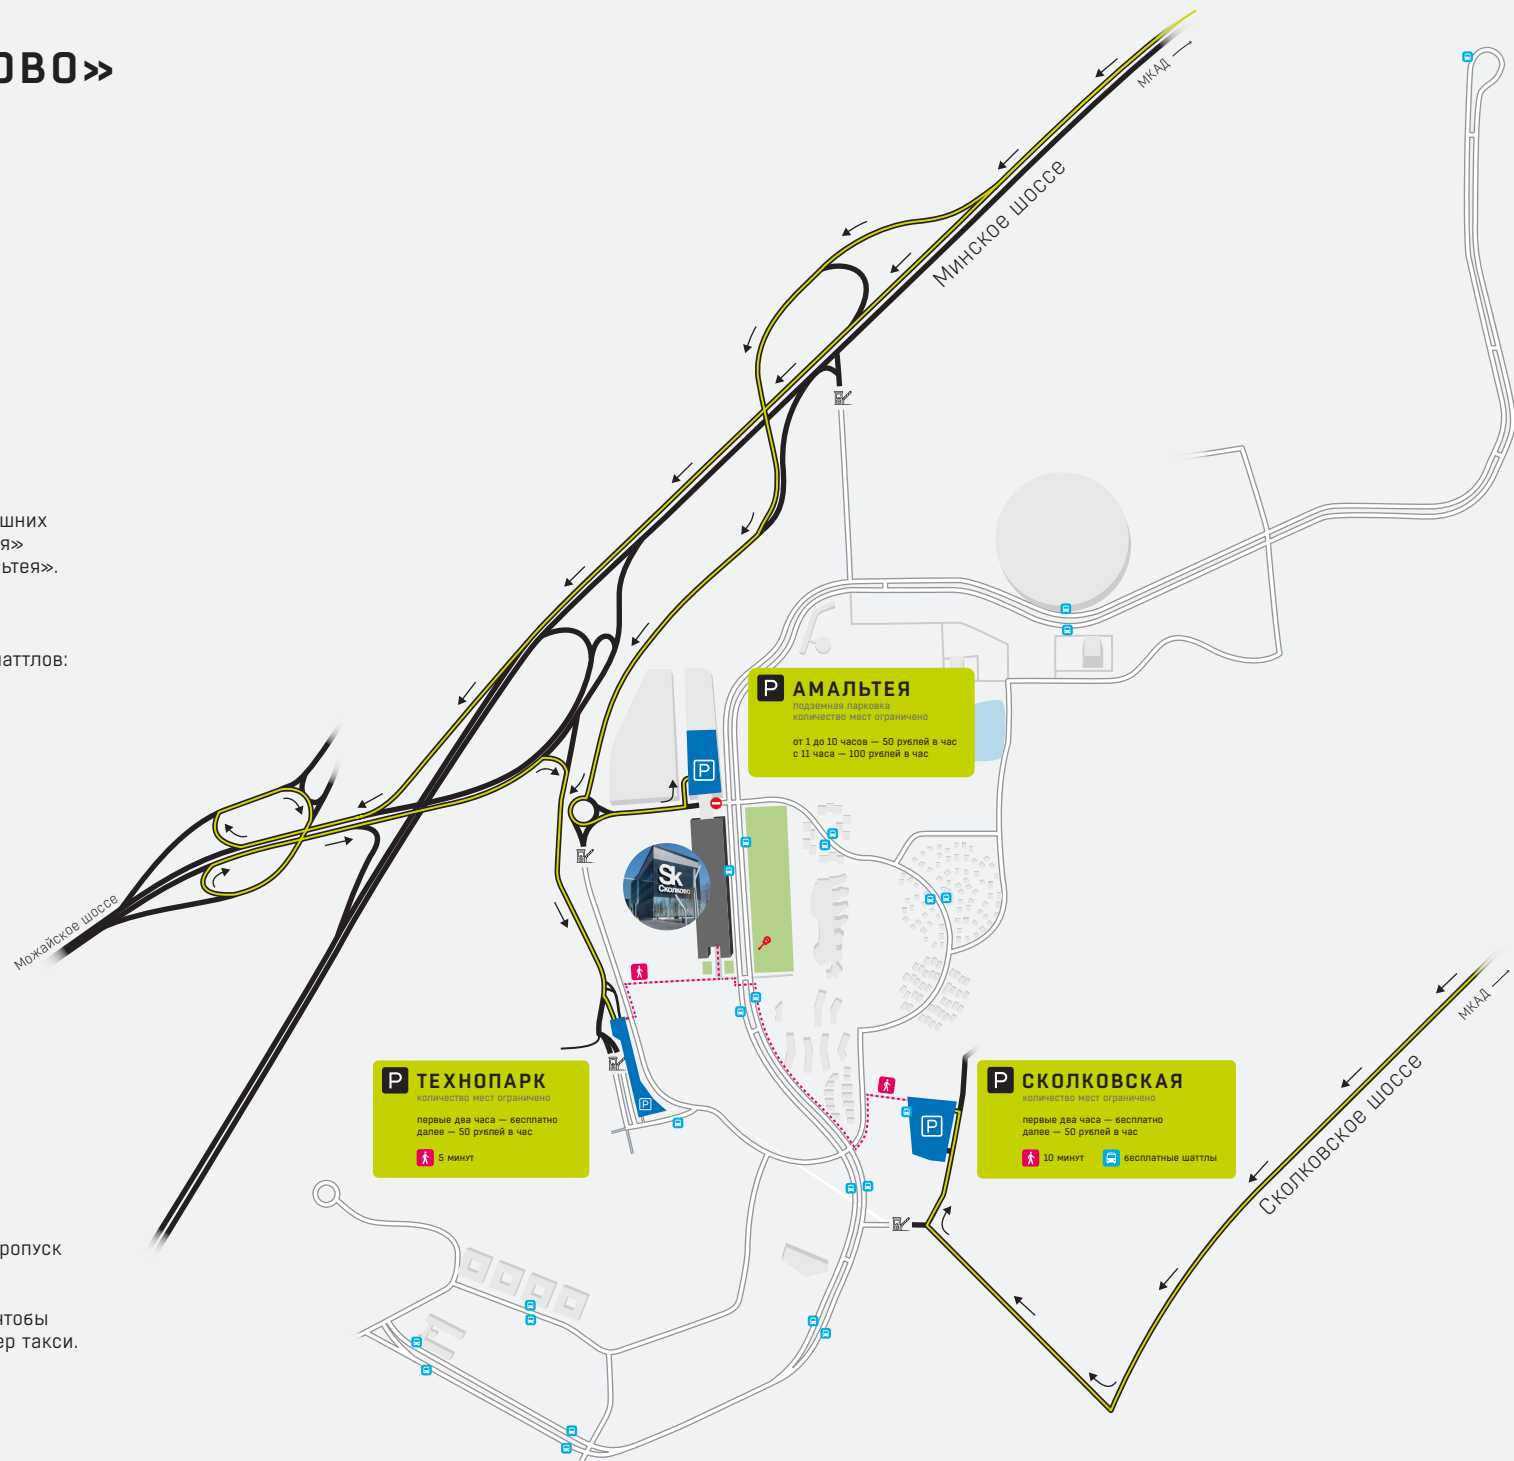 ОВО»
МКАД
Минское шоссе
шних
я»
ьтея».
аттлов:
P АМАЛЬТЕЯ
подземная парковка
количество мест ограничено
от 1 до 10 часов — 50 рублей в час
с 11 часа — 100 рублей в час
P
Sk
Сколково
Можайское шоссе
МКАД
Сколковское шоссе
P ТЕХНОПАРК
количество мест ограничено
первые два часа — бесплатно
далее — 50 рублей в час
5 минут
P
P
P СКОЛКОВСКАЯ
количество мест ограничено
первые два часа — бесплатно
далее — 50 рублей в час
10 минут бесплатные шаттлы
ропуск
чтобы
ер такси.